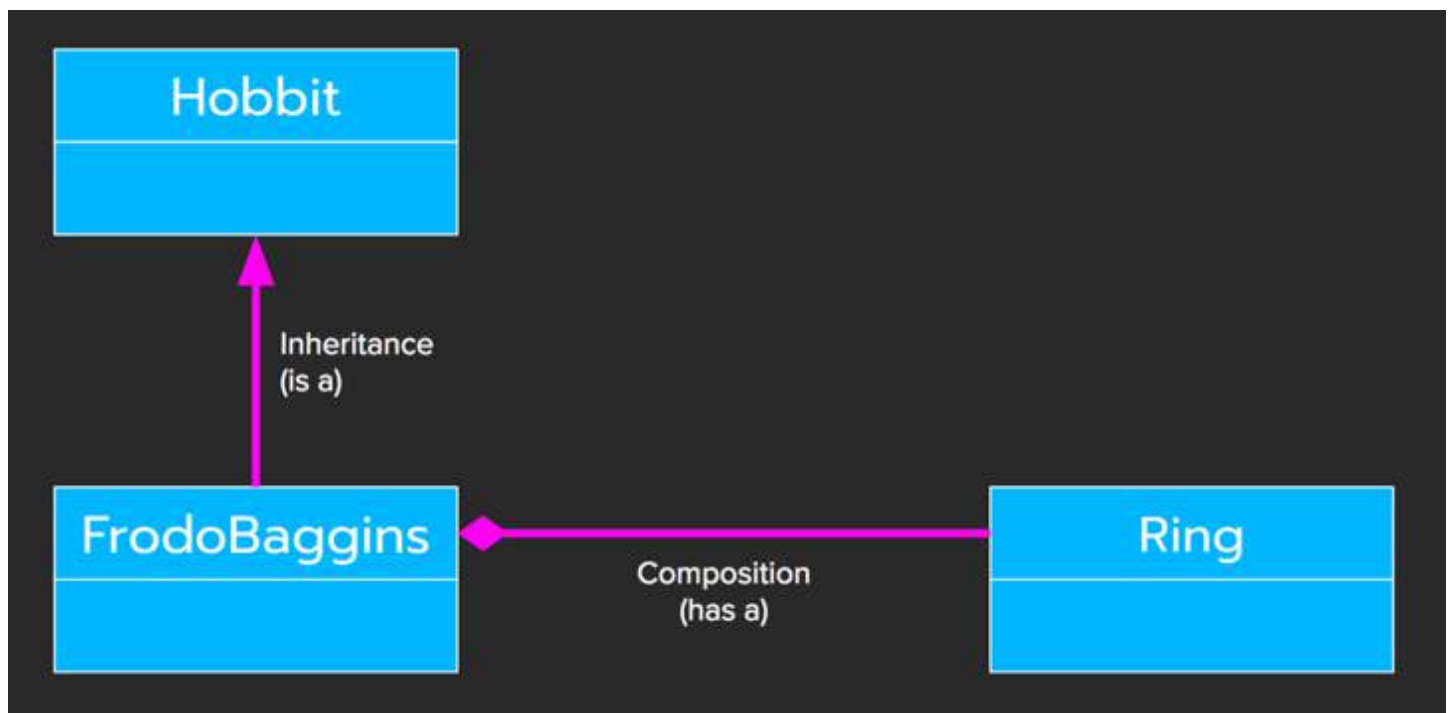 Hobbit
Inheritance
(is a)
FrodoBaggins
Composition
(has a)
Ring